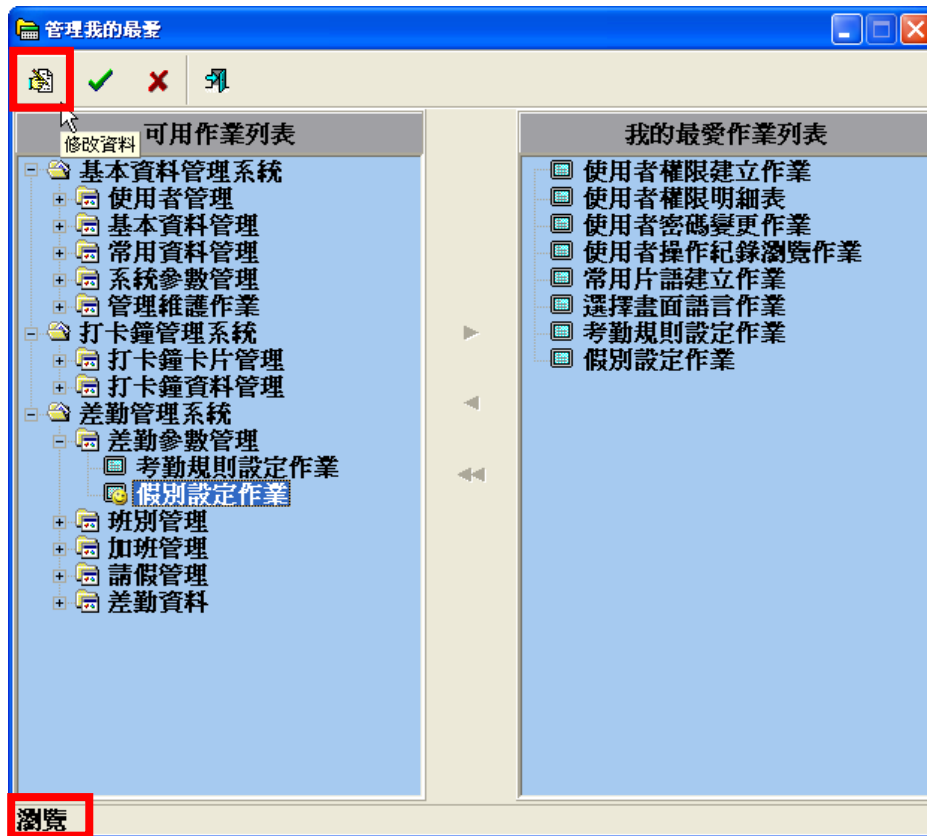 管理我的最愛
修改資料
可用作業列表
基本資料管理系統
使用者管理
基本資料管理
常用資料管理
系統參數管理
管理維護作業
打卡鐘管理系統
打卡鐘卡片管理
打卡鐘資料管理
差勤管理系統
差勤參數管理
考勤規則設定作業
假別設定作業
班別管理
加班管理
請假管理
差勤資料
我的最愛作業列表
使用者權限建立作業
使用者權限明細表
使用者密碼變更作業
使用者操作紀錄瀏覽作業
常用片語建立作業
選擇畫面語言作業
考勤規則設定作業
假別設定作業
瀏覽